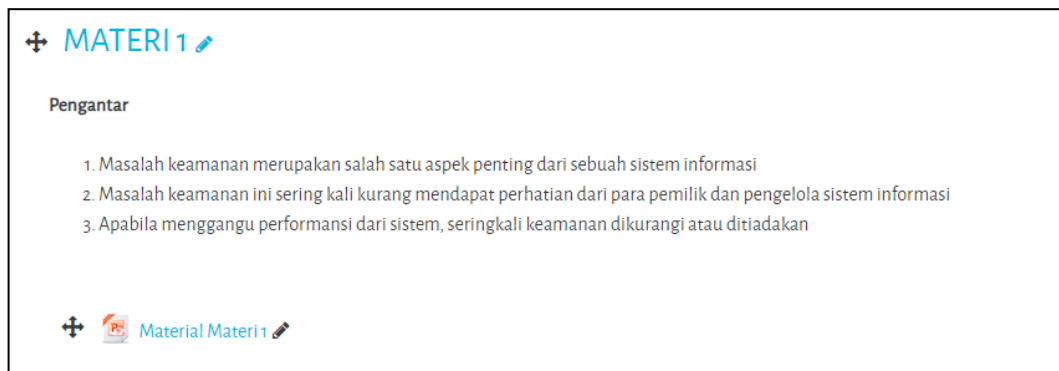 MATERI 1
Pengantar
1. Masalah keamanan merupakan salah satu aspek penting dari sebuah sistem informasi
2. Masalah keamanan ini sering kali kurang mendapat perhatian dari para pemilik dan pengelola sistem informasi
3. Apabila menggangu performansi dari sistem, seringkali keamanan dikurangi atau ditiadakan
Material Materi 1